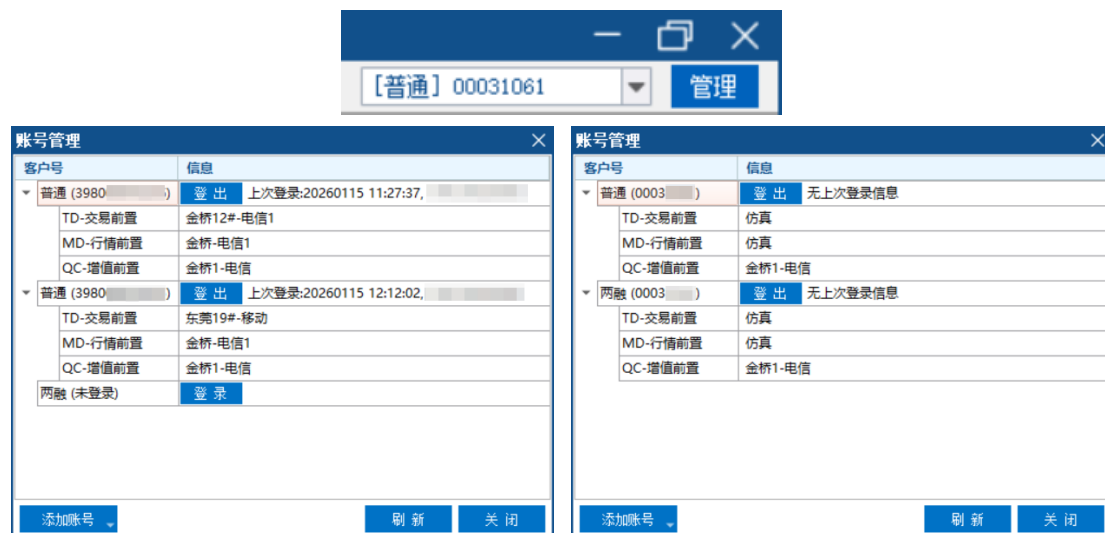 [普通] 00031061 管理
账号管理
客户号 信息
普通 (3980 ) 登 出 上次登录:20260115 11:27:37,
TD-交易前置 金桥12#-电信1
MD-行情前置 金桥-电信1
QC-增值前置 金桥1-电信
普通 (3980 ) 登 出 上次登录:20260115 12:12:02,
TD-交易前置 东莞19#-移动
MD-行情前置 金桥-电信1
QC-增值前置 金桥1-电信
两融 (未登录) 登 录
添加账号 刷 新 关 闭
账号管理
客户号 信息
普通 (0003 ) 登 出 无上次登录信息
TD-交易前置 仿真
MD-行情前置 仿真
QC-增值前置 金桥1-电信
两融 (0003 ) 登 出 无上次登录信息
TD-交易前置 仿真
MD-行情前置 仿真
QC-增值前置 金桥1-电信
添加账号 刷 新 关 闭